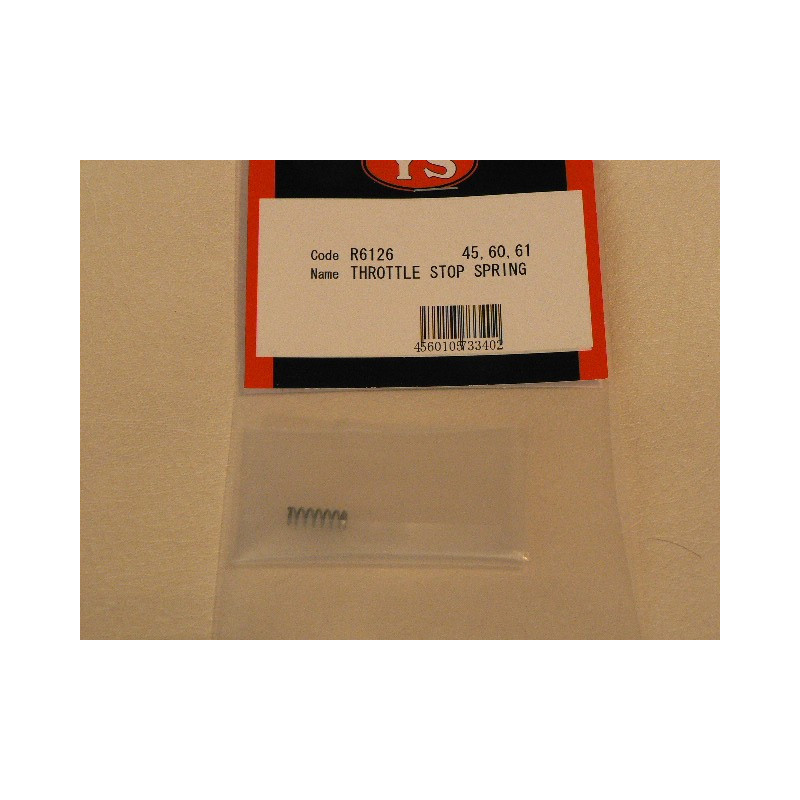 YS
Code R6126 45,60,61
Name THROTTLE STOP SPRING
4560105733402